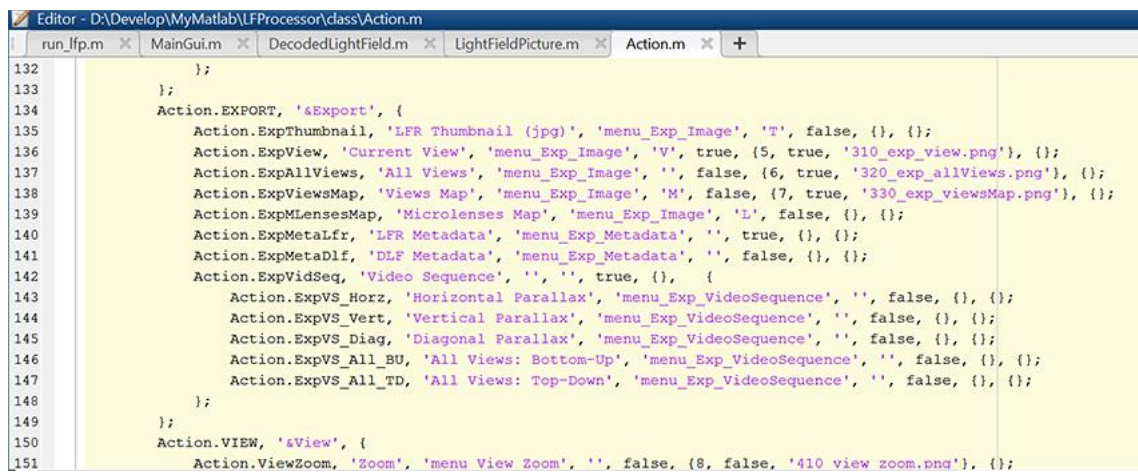 Editor - D:\Develop\MyMatlab\LFProcessor\class\Action.m
run_lfp.m MainGui.m DecodedLightField.m LightFieldPicture.m Action.m +
132 };
133 };
134 Action.EXPORT, '&Export', {
135 Action.ExpThumbnail, 'LFR Thumbnail (jpg)', 'menu_Exp_Image', 'T', false, {}, {};
136 Action.ExpView, 'Current View', 'menu_Exp_Image', 'V', true, {5, true, '310_exp_view.png'}, {};
137 Action.ExpAllViews, 'All Views', 'menu_Exp_Image', '', false, {6, true, '320_exp_allViews.png'}, {};
138 Action.ExpViewsMap, 'Views Map', 'menu_Exp_Image', 'M', false, {7, true, '330_exp_viewsMap.png'}, {};
139 Action.ExpMLensesMap, 'Microlenses Map', 'menu_Exp_Image', 'L', false, {}, {};
140 Action.ExpMetaLfr, 'LFR Metadata', 'menu_Exp_Metadata', '', true, {}, {};
141 Action.ExpMetaDlf, 'DLF Metadata', 'menu_Exp_Metadata', '', false, {}, {};
142 Action.ExpVidSeq, 'Video Sequence', '', '', true, {}, {
143 Action.ExpVS_Horz, 'Horizontal Parallax', 'menu_Exp_VideoSequence', '', false, {}, {};
144 Action.ExpVS_Vert, 'Vertical Parallax', 'menu_Exp_VideoSequence', '', false, {}, {};
145 Action.ExpVS_Diag, 'Diagonal Parallax', 'menu_Exp_VideoSequence', '', false, {}, {};
146 Action.ExpVS_All_BU, 'All Views: Bottom-Up', 'menu_Exp_VideoSequence', '', false, {}, {};
147 Action.ExpVS_All_TD, 'All Views: Top-Down', 'menu_Exp_VideoSequence', '', false, {}, {};
148 };
149 };
150 Action.VIEW, '&View', {
151 Action.ViewZoom, 'Zoom', 'menu_View_Zoom', '', false, {8, false, '410_view_zoom.png'}, {};